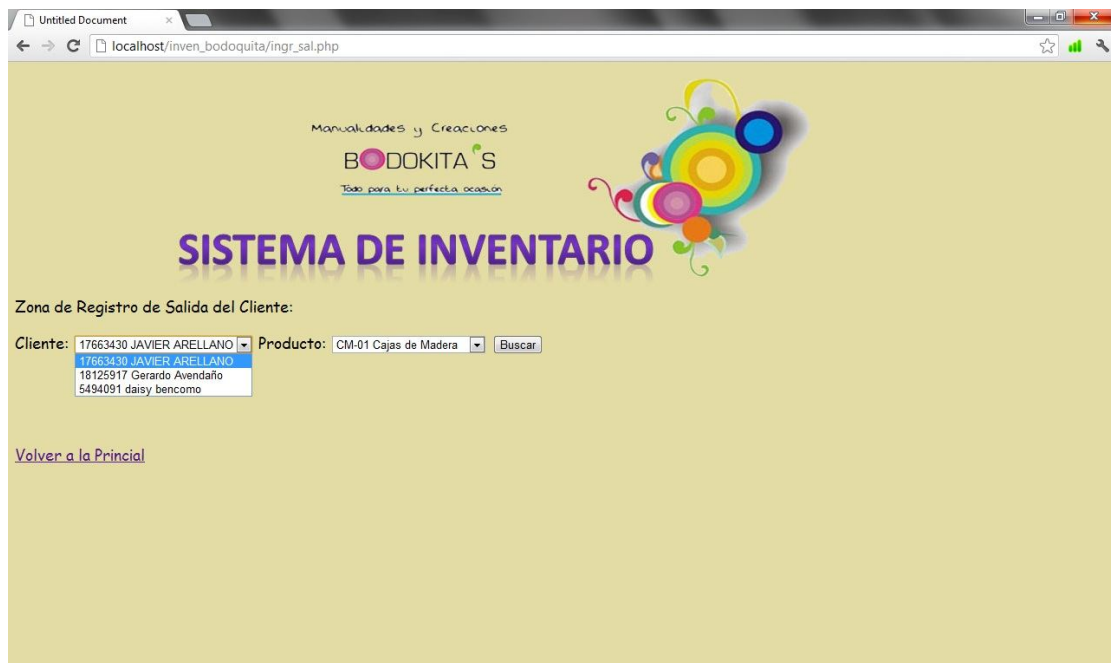 Untitled Document
localhost/inven_bodoquita/ingr_sal.php
Manualidades y Creaciones
BODOKITA'S
Todo para tu perfecta ocasión
SISTEMA DE INVENTARIO
Zona de Registro de Salida del Cliente:
Cliente: 17663430 JAVIER ARELLANO Producto: CM-01 Cajas de Madera Buscar
17663430 JAVIER ARELLANO
18125917 Gerardo Avendaño
5494091 daisy bencomo
Volver a la Princial